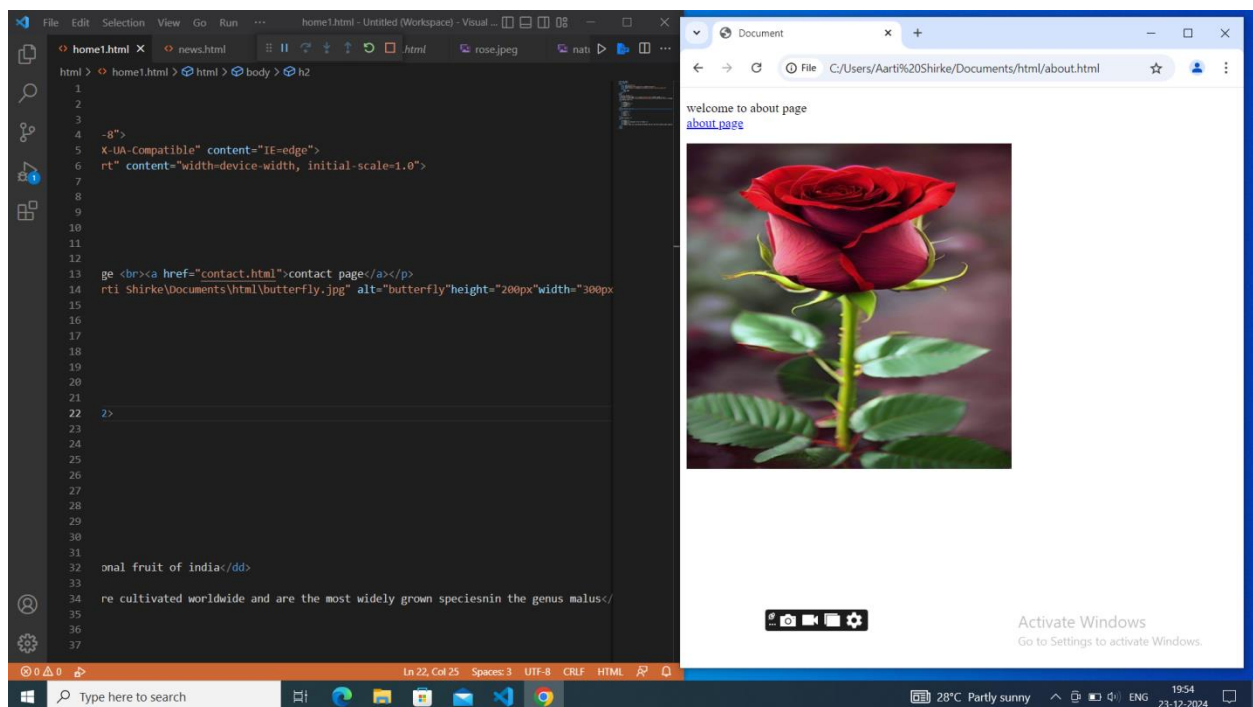 File Edit Selection View Go Run ··· home1.html - Untitled (Workspace) - Visual ...
home1.html news.html html rose.jpeg nat
html > home1.html > html > body > h2
1
2
3
4 -8">
5 X-UA-Compatible" content="IE=edge">
6 rt" content="width=device-width, initial-scale=1.0">
7
8
9
10
11
12
13 ge <br><a href="contact.html">contact page</a></p>
14 rti Shirke\Documents\html\butterfly.jpg" alt="butterfly"height="200px"width="300px
15
16
17
18
19
20
21
22 2>
23
24
25
26
27
28
29
30
31
32 onal fruit of india</dd>
33
34 re cultivated worldwide and are the most widely grown speciesnin the genus malus</
35
36
37
1
0 0 Ln 22, Col 25 Spaces: 3 UTF-8 CRLF HTML
Document
File C:/Users/Aarti%20Shirke/Documents/html/about.html
welcome to about page
about page
Activate Windows
Go to Settings to activate Windows.
Type here to search 28°C Partly sunny ENG 19:54
23-12-2024